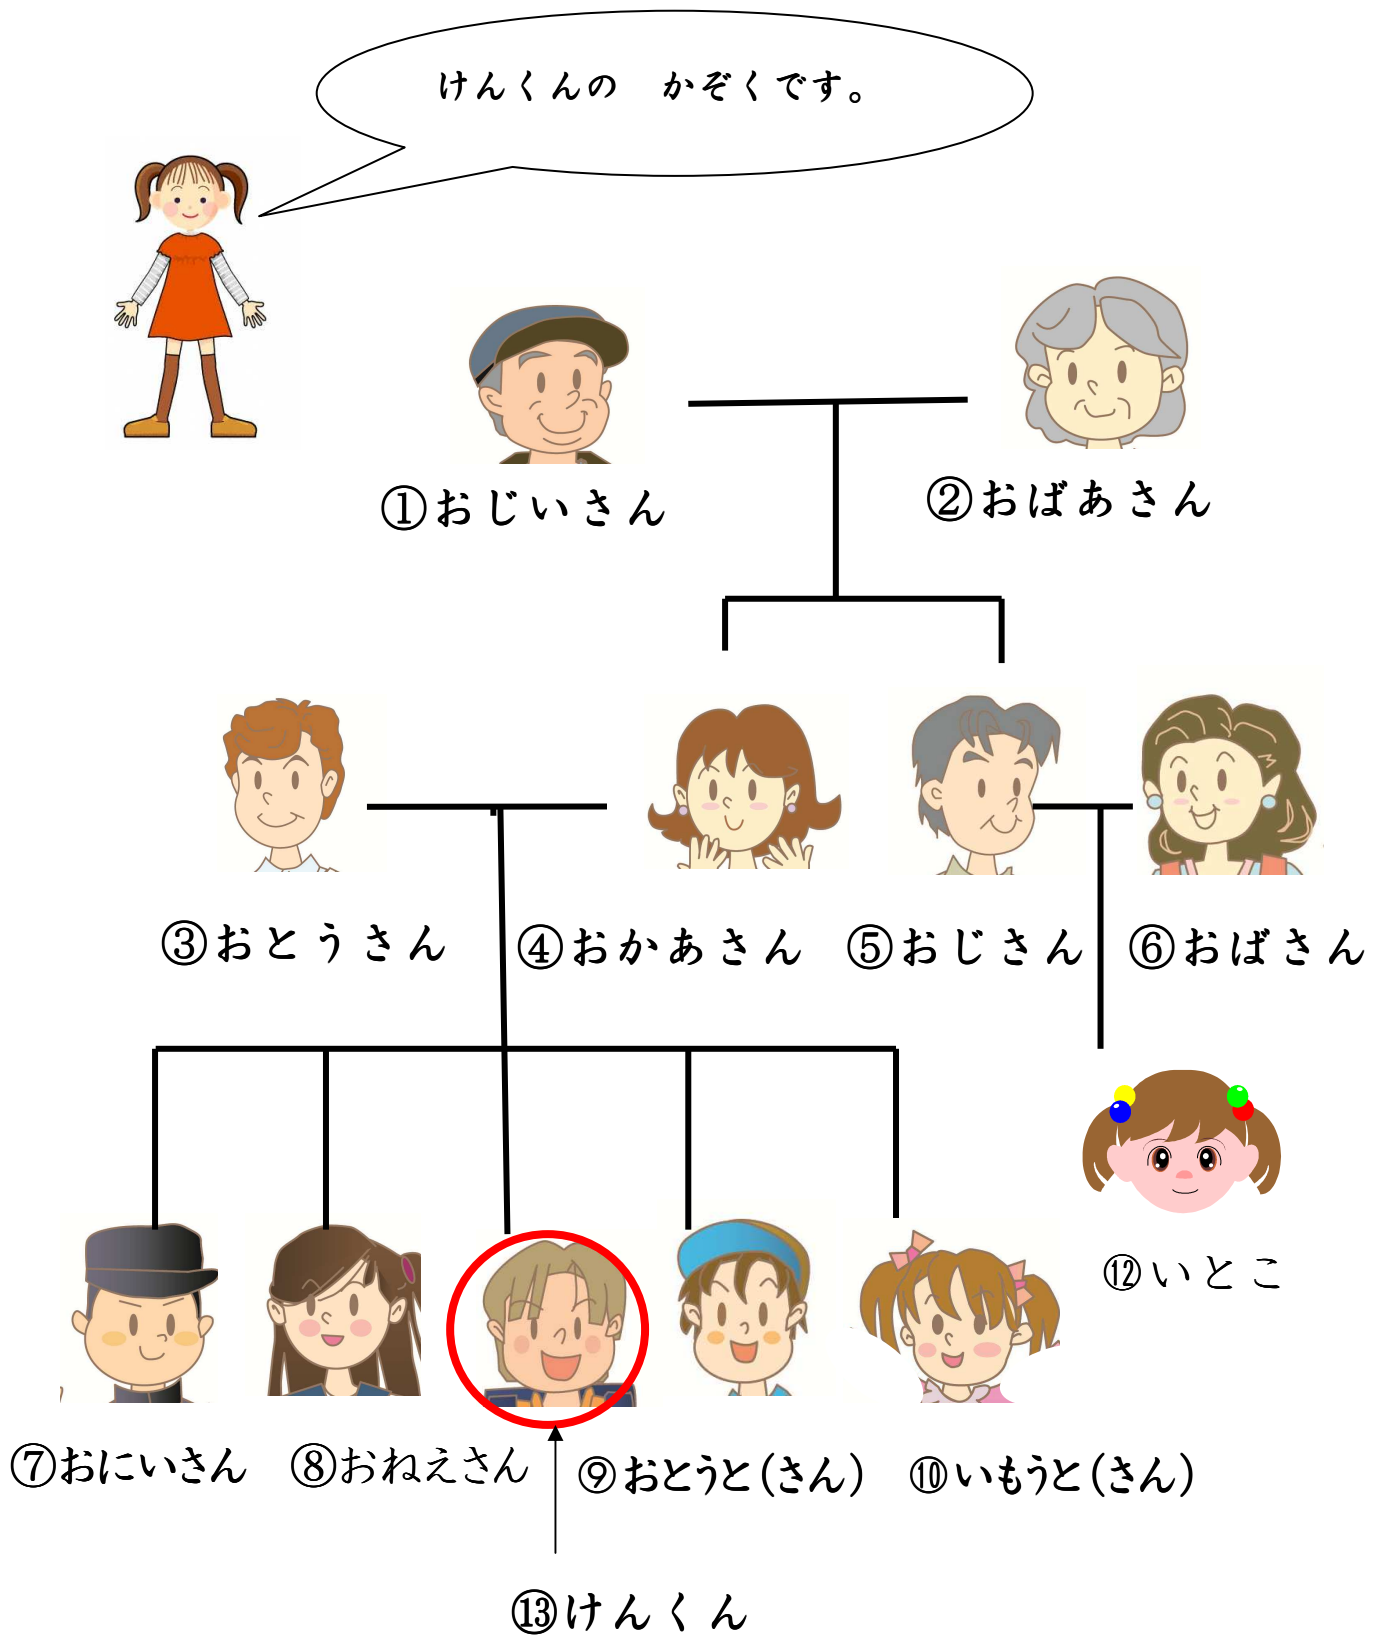 けんくんの　かぞくです。
①おじいさん
②おばあさん
③おとうさん
④おかあさん
⑤おじさん
⑥おばさん
⑫いとこ
⑦おにいさん
⑧おねえさん
⑨おとうと(さん)
⑩いもうと(さん)
⑬けんくん